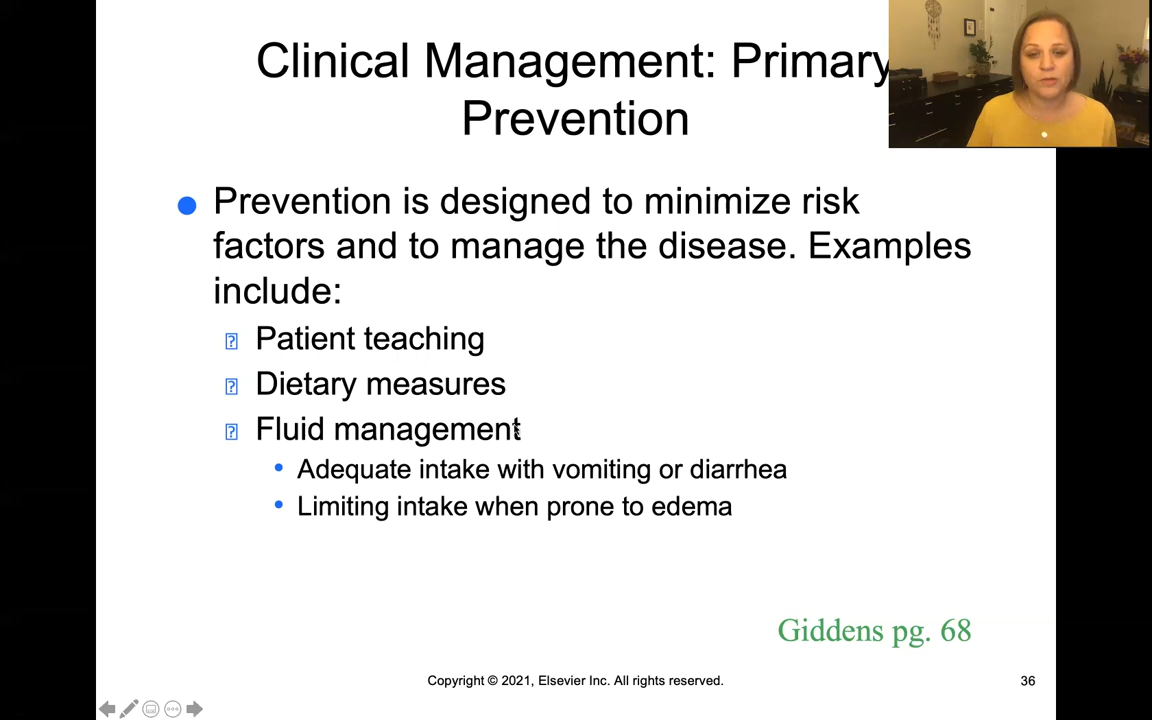 Clinical Management: Primary
Prevention
Prevention is designed to minimize risk
factors and to manage the disease. Examples
include:
Patient teaching
Dietary measures
Fluid management
Adequate intake with vomiting or diarrhea
Limiting intake when prone to edema
Giddens pg. 68
Copyright © 2021, Elsevier Inc. All rights reserved.
36